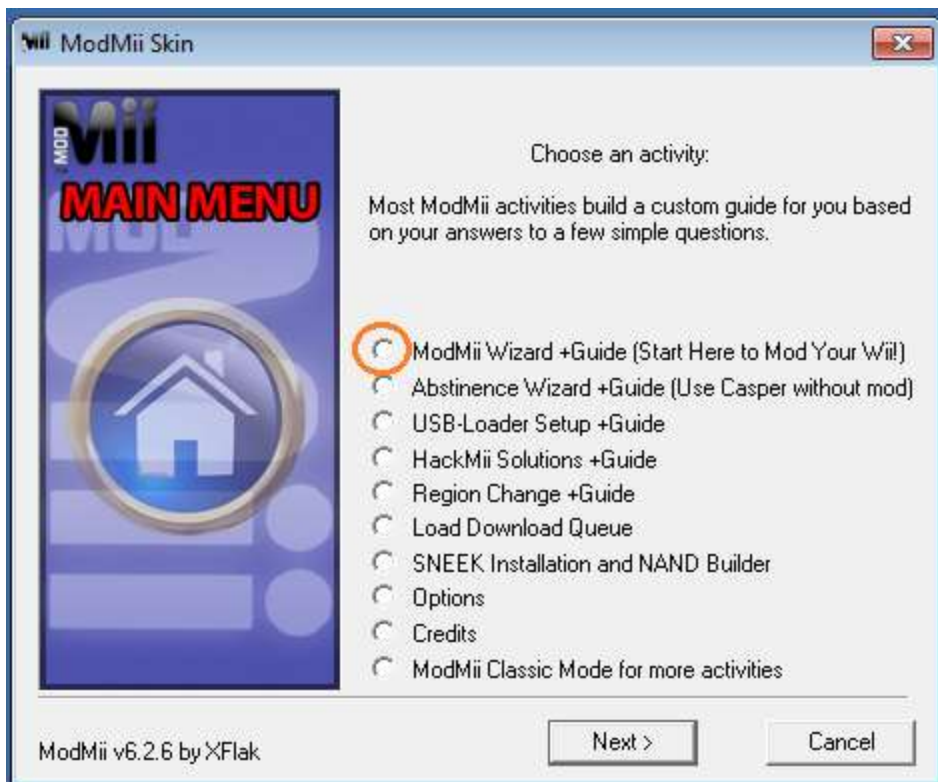 Wii ModMii Skin
MOD Mii
MAIN MENU
Choose an activity:
Most ModMii activities build a custom guide for you based
on your answers to a few simple questions.
ModMii Wizard +Guide (Start Here to Mod Your Wii!)
Abstinence Wizard +Guide (Use Casper without mod)
USB-Loader Setup +Guide
HackMii Solutions +Guide
Region Change +Guide
Load Download Queue
SNEEK Installation and NAND Builder
Options
Credits
ModMii Classic Mode for more activities
ModMii v6.2.6 by XFlak
Next >
Cancel